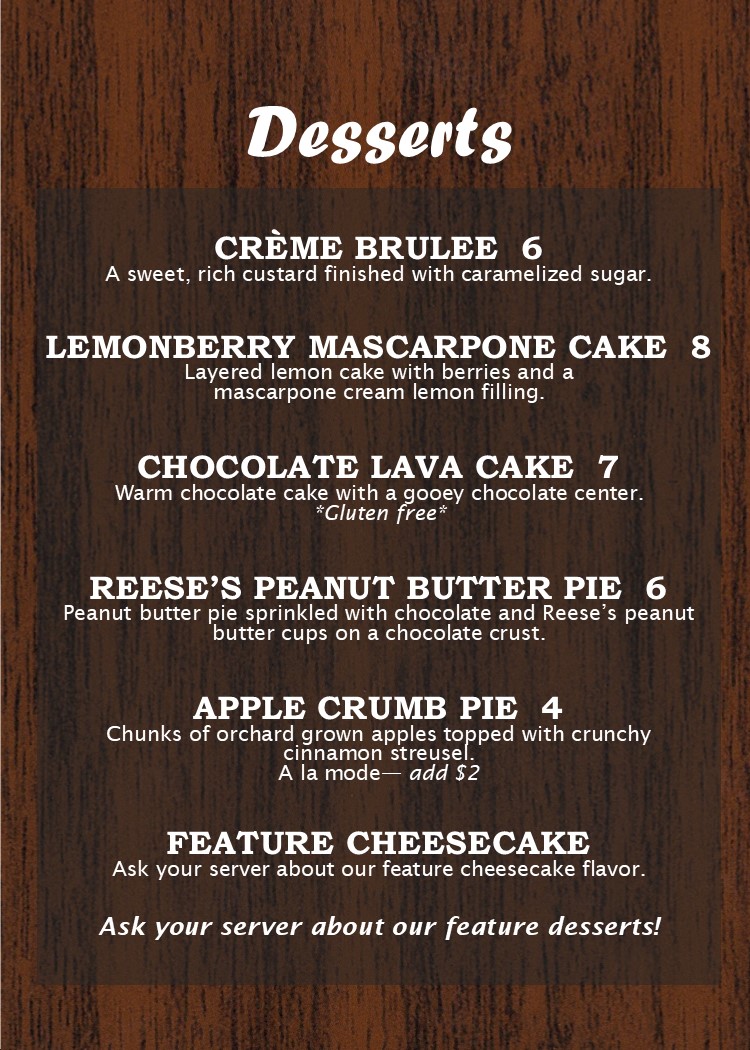 Desserts
CRÈME BRULEE 6
A sweet, rich custard finished with caramelized sugar.
LEMONBERRY MASCARPONE CAKE 8
Layered lemon cake with berries and a
mascarpone cream lemon filling.
CHOCOLATE LAVA CAKE 7
Warm chocolate cake with a gooey chocolate center.
*Gluten free*
REESE’S PEANUT BUTTER PIE 6
Peanut butter pie sprinkled with chocolate and Reese’s peanut
butter cups on a chocolate crust.
APPLE CRUMB PIE 4
Chunks of orchard grown apples topped with crunchy
cinnamon streusel.
A la mode— add $2
FEATURE CHEESECAKE
Ask your server about our feature cheesecake flavor.
Ask your server about our feature desserts!